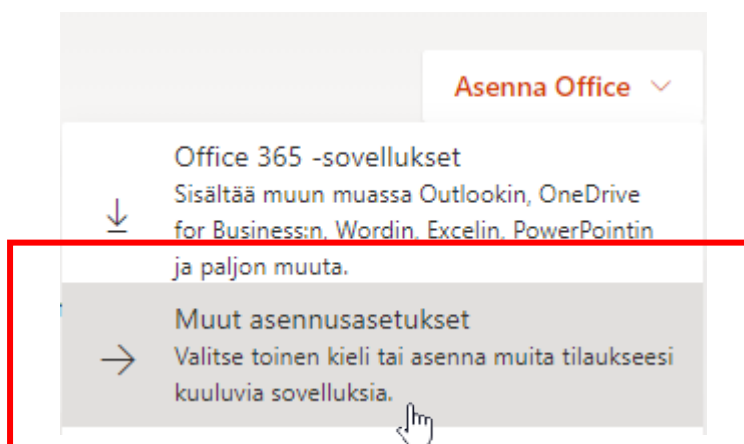 Asenna Office
Office 365 -sovellukset
Sisältää muun muassa Outlookin, OneDrive
for Business:n, Wordin, Excelin, PowerPointin
ja paljon muuta.
Muut asennusasetukset
Valitse toinen kieli tai asenna muita tilaukseesi
kuuluvia sovelluksia.